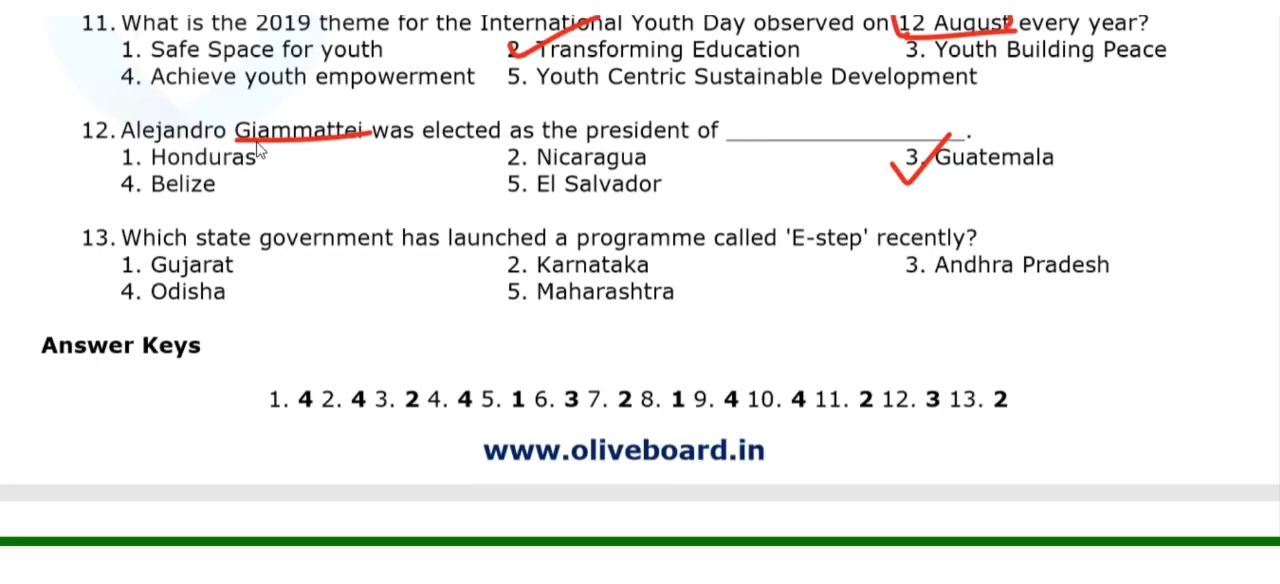 11. What is the 2019 theme for the International Youth Day observed on 12 August every year?
1. Safe Space for youth 2. Transforming Education 3. Youth Building Peace
4. Achieve youth empowerment 5. Youth Centric Sustainable Development
12. Alejandro Giammattei was elected as the president of ____________________.
1. Honduras 2. Nicaragua 3. Guatemala
4. Belize 5. El Salvador
13. Which state government has launched a programme called 'E-step' recently?
1. Gujarat 2. Karnataka 3. Andhra Pradesh
4. Odisha 5. Maharashtra
Answer Keys
1. 4 2. 4 3. 2 4. 4 5. 1 6. 3 7. 2 8. 1 9. 4 10. 4 11. 2 12. 3 13. 2
www.oliveboard.in